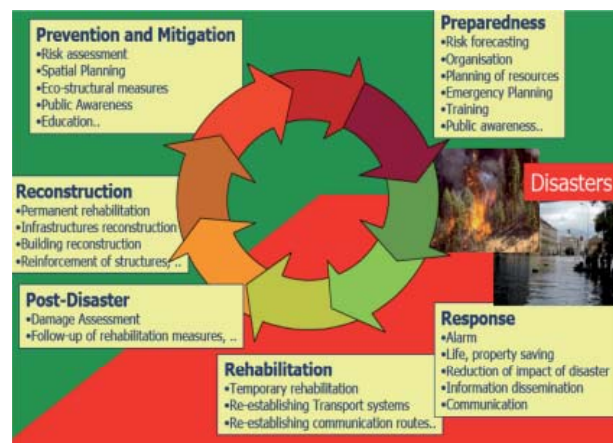 Prevention and Mitigation
•Risk assessment
•Spatial Planning
•Eco-structural measures
•Public Awareness
•Education..
Preparedness
•Risk forecasting
•Organisation
•Planning of resources
•Emergency Planning
•Training
•Public awareness..
Disasters
Reconstruction
•Permanent rehabilitation
•Infrastructures reconstruction
•Building reconstruction
•Reinforcement of structures, ..
Post-Disaster
•Damage Assessment
•Follow-up of rehabilitation measures, ..
Response
•Alarm
•Life, property saving
•Reduction of impact of disaster
•Information dissemination
•Communication
Rehabilitation
•Temporary rehabilitation
•Re-establishing Transport systems
•Re-establishing communication routes..